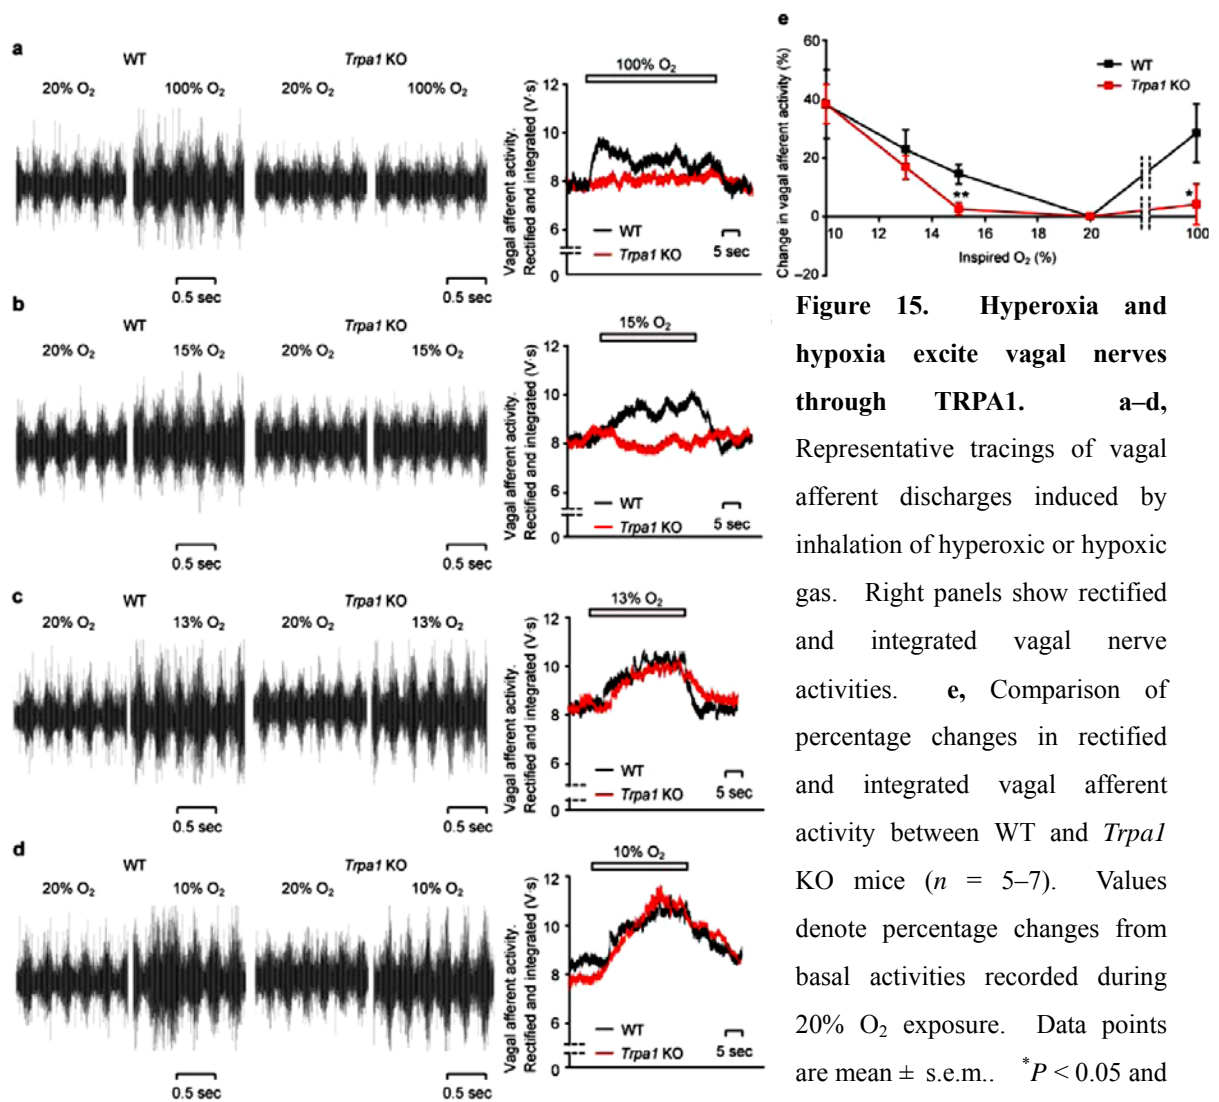 a
WT
Trpa1 KO
20% O2
100% O2
20% O2
100% O2
0.5 sec
0.5 sec
Vagal afferent activity.
Rectified and integrated (V·s)
100% O2
12
10
8
6
0
WT
Trpa1 KO
5 sec
b
WT
Trpa1 KO
20% O2
15% O2
20% O2
15% O2
0.5 sec
0.5 sec
Vagal afferent activity.
Rectified and integrated (V·s)
15% O2
12
10
8
6
0
WT
Trpa1 KO
5 sec
c
WT
Trpa1 KO
20% O2
13% O2
20% O2
13% O2
0.5 sec
0.5 sec
Vagal afferent activity.
Rectified and integrated (V·s)
13% O2
12
10
8
6
0
WT
Trpa1 KO
5 sec
d
WT
Trpa1 KO
20% O2
10% O2
20% O2
10% O2
0.5 sec
0.5 sec
Vagal afferent activity.
Rectified and integrated (V·s)
10% O2
12
10
8
6
0
WT
Trpa1 KO
5 sec
e
Change in vagal afferent activity (%)
60
40
20
0
−20
WT
Trpa1 KO
**
*
10 12 14 16 18 20 100
Inspired O2 (%)
Figure 15. Hyperoxia and
hypoxia excite vagal nerves
through TRPA1. a–d,
Representative tracings of vagal
afferent discharges induced by
inhalation of hyperoxic or hypoxic
gas. Right panels show rectified
and integrated vagal nerve
activities. e, Comparison of
percentage changes in rectified
and integrated vagal afferent
activity between WT and Trpa1
KO mice (n = 5–7). Values
denote percentage changes from
basal activities recorded during
20% O2 exposure. Data points
are mean ± s.e.m.. *P < 0.05 and